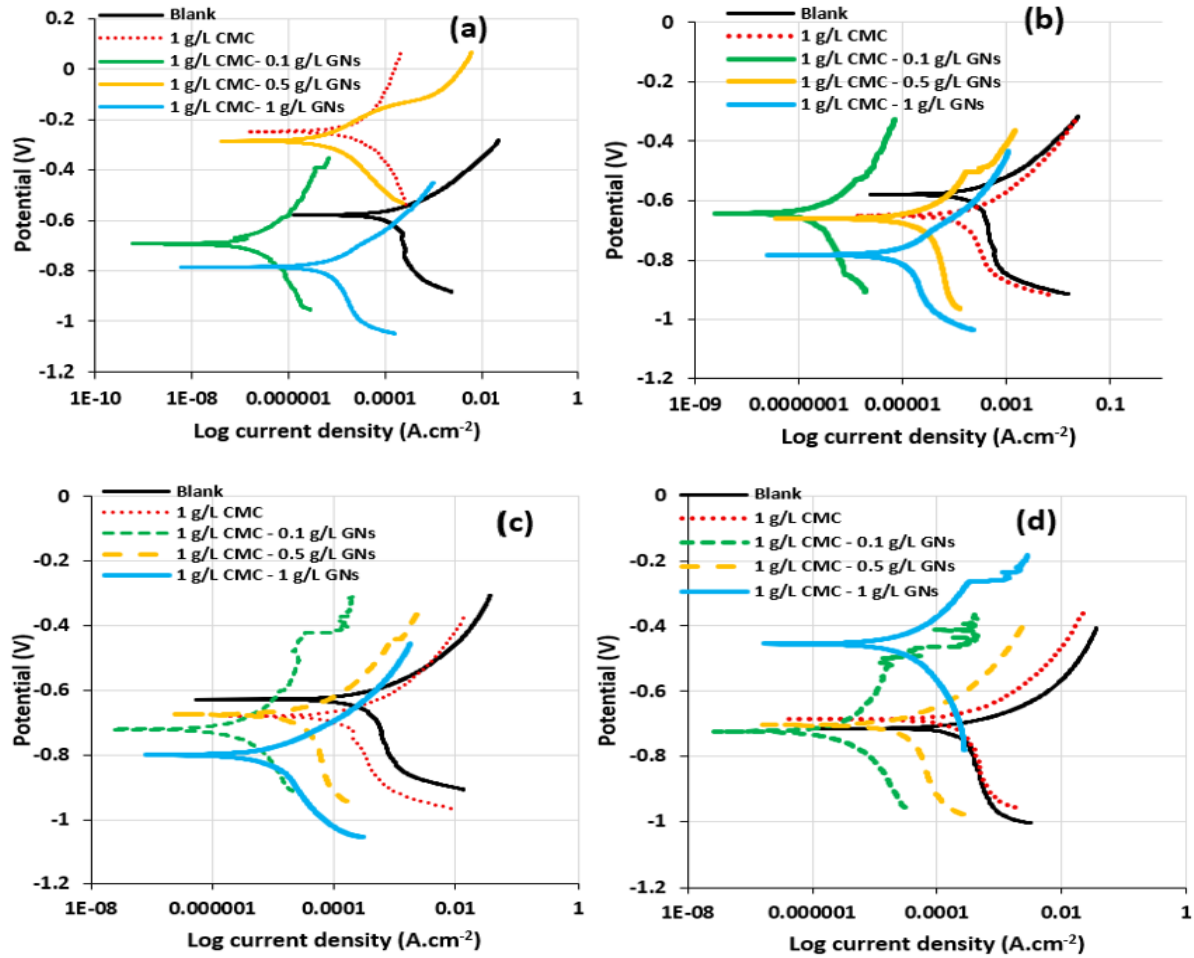 Blank
1 g/L CMC
1 g/L CMC- 0.1 g/L GNs
1 g/L CMC- 0.5 g/L GNs
1 g/L CMC- 1 g/L GNs
(a)
0.2
0
-0.2
-0.4
-0.6
-0.8
-1
-1.2
Potential (V)
1E-10
1E-08
0.000001
0.0001
0.01
1
Log current density (A.cm-2)
Blank
1 g/L CMC
1 g/L CMC - 0.1 g/L GNs
1 g/L CMC - 0.5 g/L GNs
1 g/L CMC - 1 g/L GNs
(b)
0
-0.2
-0.4
-0.6
-0.8
-1
-1.2
Potential (V)
1E-09
0.0000001
0.00001
0.001
0.1
Log current density (A.cm-2)
Blank
1 g/L CMC
1 g/L CMC - 0.1 g/L GNs
1 g/L CMC - 0.5 g/L GNs
1 g/L CMC - 1 g/L GNs
(c)
0
-0.2
-0.4
-0.6
-0.8
-1
-1.2
Potential (V)
1E-08
0.000001
0.0001
0.01
1
Log current density (A.cm-2)
Blank
1 g/L CMC
1 g/L CMC - 0.1 g/L GNs
1 g/L CMC - 0.5 g/L GNs
1 g/L CMC - 1 g/L GNs
(d)
0
-0.2
-0.4
-0.6
-0.8
-1
-1.2
Potential (V)
1E-08
0.000001
0.0001
0.01
1
Log current density (A.cm-2)